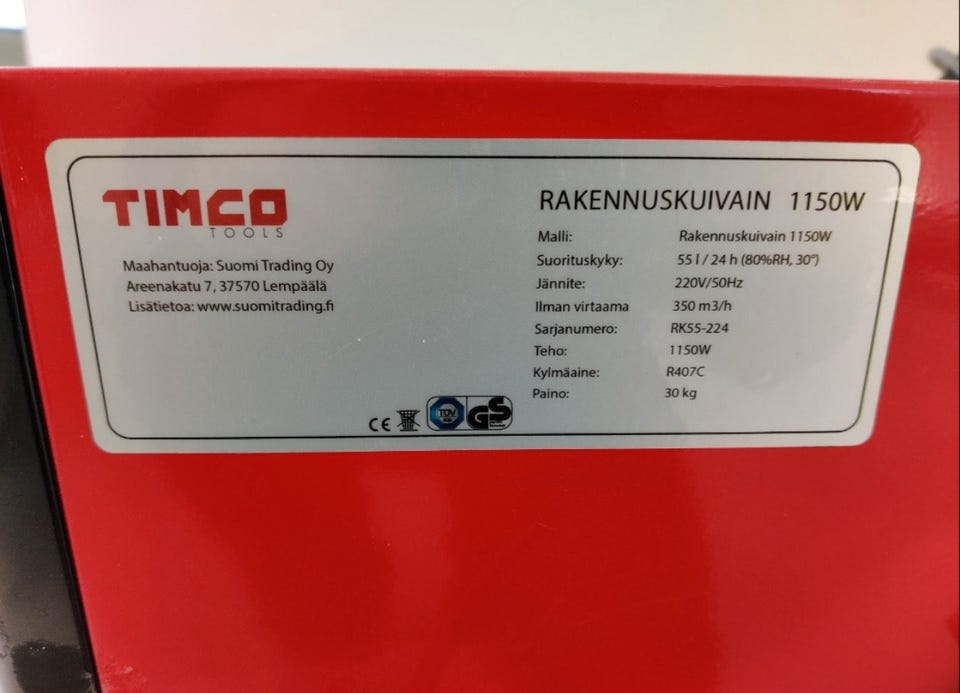 TIMCO
TOOLS
Maahantuoja: Suomi Trading Oy
Areenakatu 7, 37570 Lempäälä
Lisätietoa: www.suomitrading.fi
RAKENNUSKUIVAIN 1150W
Malli: Rakennuskuivain 1150W
Suorituskyky: 55 l / 24 h (80%RH, 30°)
Jännite: 220V/50Hz
Ilman virtaama 350 m3/h
Sarjanumero: RK55-224
Teho: 1150W
Kylmäaine: R407C
Paino: 30 kg
CE
TÜV
GS